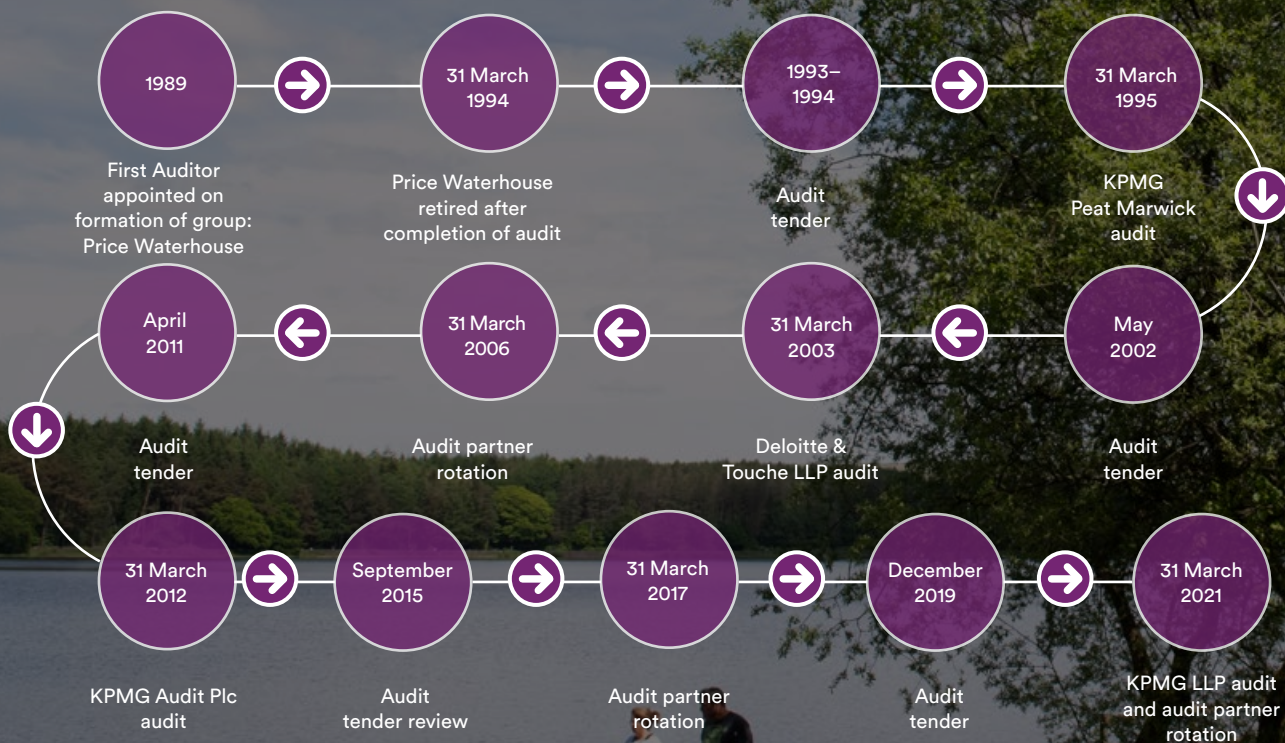 1989
First Auditor
appointed on
formation of group:
Price Waterhouse
31 March
1994
Price Waterhouse
retired after
completion of audit
1993–
1994
Audit
tender
31 March
1995
KPMG
Peat Marwick
audit
May
2002
Audit
tender
31 March
2003
Deloitte &
Touche LLP audit
31 March
2006
Audit partner
rotation
April
2011
Audit
tender
31 March
2012
KPMG Audit Plc
audit
September
2015
Audit
tender review
31 March
2017
Audit partner
rotation
December
2019
Audit
tender
31 March
2021
KPMG LLP audit
and audit partner
rotation